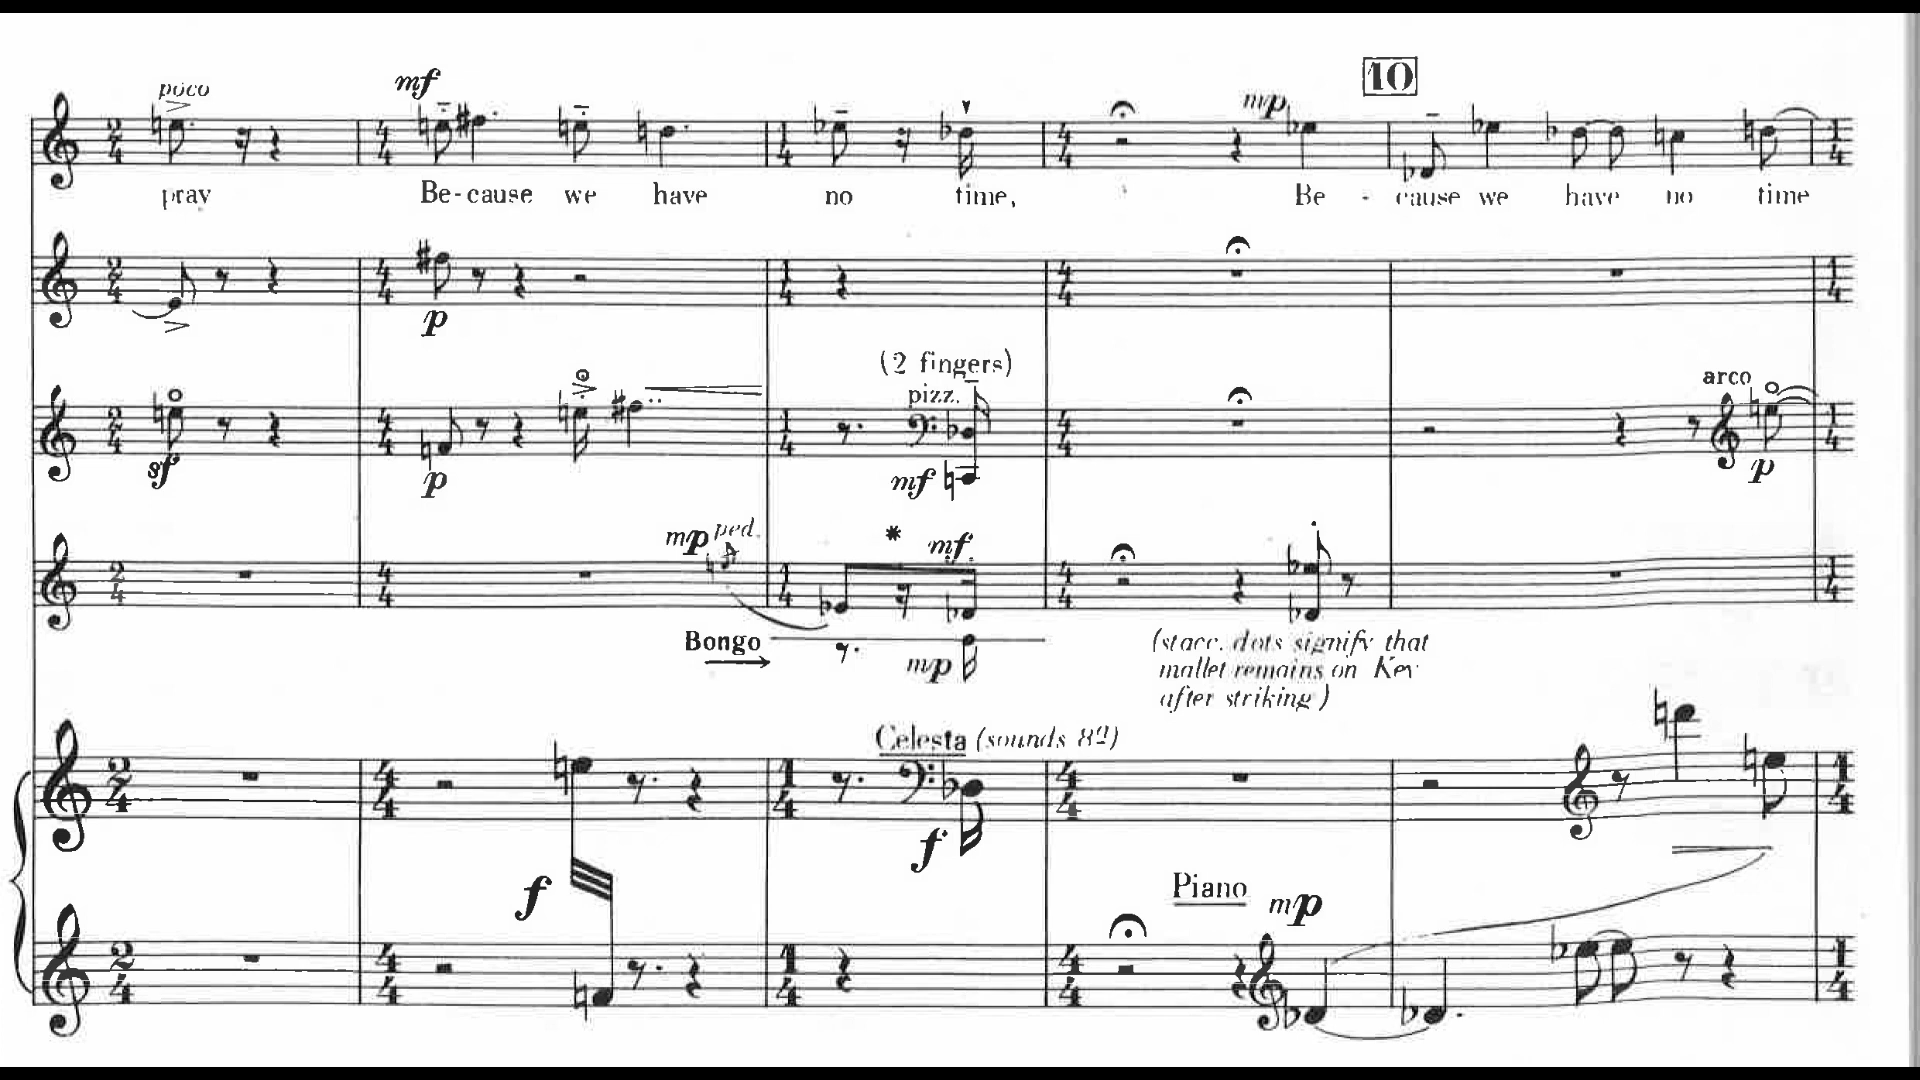 poco
pray
mf
Be-cause we have
no time,
mp
Be -
10
cause we have no time
p
sf
p
(2 fingers)
pizz.
mf
arco
p
mp ped.
*
mf
Bongo
mp
(stacc. dots signify that
mallet remains on Key
after striking)
f
Celesta (sounds 8va)
f
Piano
mp